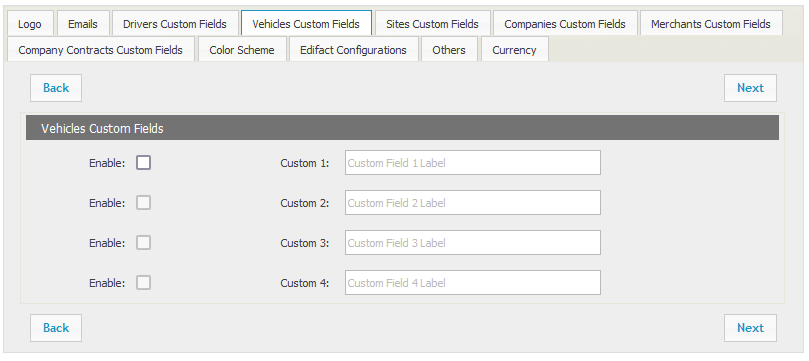 Logo Emails Drivers Custom Fields Vehicles Custom Fields Sites Custom Fields Companies Custom Fields Merchants Custom Fields
Company Contracts Custom Fields Color Scheme Edifact Configurations Others Currency
Back Next
Vehicles Custom Fields
Enable: Custom 1: Custom Field 1 Label
Enable: Custom 2: Custom Field 2 Label
Enable: Custom 3: Custom Field 3 Label
Enable: Custom 4: Custom Field 4 Label
Back Next